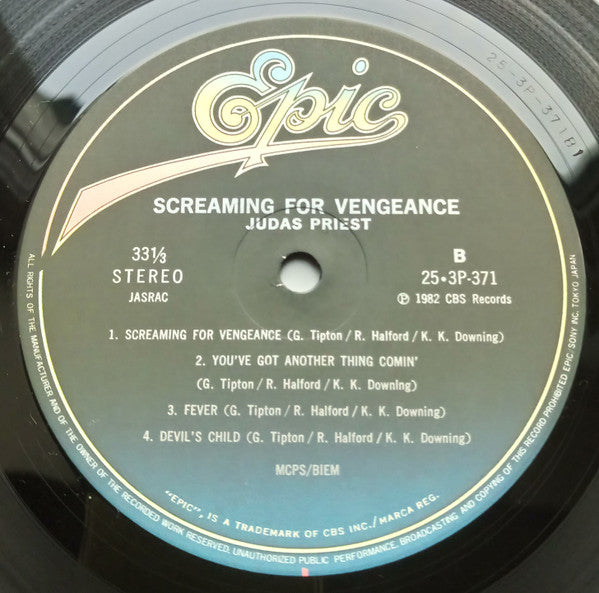 25-3P-371B1
Epic
SCREAMING FOR VENGEANCE
JUDAS PRIEST
33⅓
STEREO
JASRAC
B
25•3P-371
Ⓟ 1982 CBS Records
1. SCREAMING FOR VENGEANCE (G. Tipton/R. Halford/K. K. Downing)
2. YOU'VE GOT ANOTHER THING COMIN'
(G. Tipton/R. Halford/K. K. Downing)
3. FEVER (G. Tipton/R. Halford/K. K. Downing)
4. DEVIL'S CHILD (G. Tipton/R. Halford/K. K. Downing)
MCPS/BIEM
"EPIC", IS A TRADEMARK OF CBS INC./MARCA REG.
ALL RIGHTS OF THE MANUFACTURER AND OF THE OWNER OF THE RECORDED WORK RESERVED. UNAUTHORIZED PUBLIC PERFORMANCE, BROADCASTING AND COPYING OF THIS RECORD PROHIBITED EPIC/SONY INC. TOKYO JAPAN